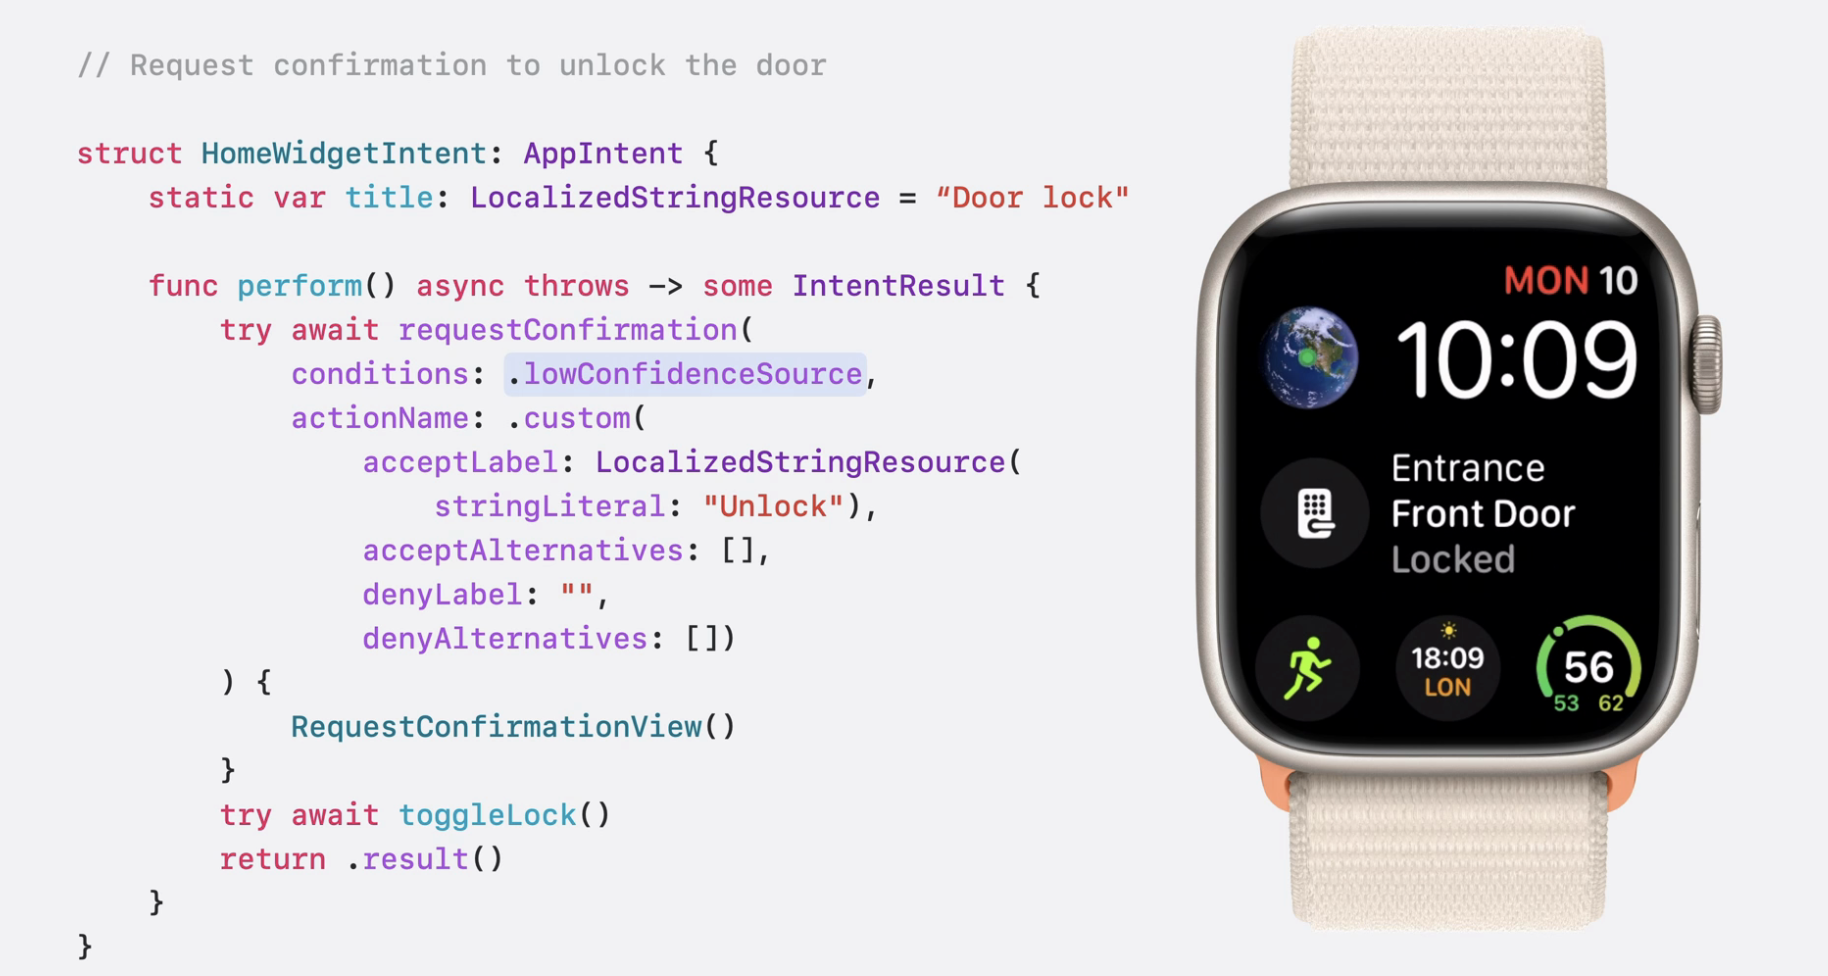 // Request confirmation to unlock the door
struct HomeWidgetIntent: AppIntent {
static var title: LocalizedStringResource = “Door lock"
func perform() async throws -> some IntentResult {
try await requestConfirmation(
conditions: .lowConfidenceSource,
actionName: .custom(
acceptLabel: LocalizedStringResource(
stringLiteral: "Unlock"),
acceptAlternatives: [],
denyLabel: "",
denyAlternatives: [])
) {
RequestConfirmationView()
}
try await toggleLock()
return .result()
}
}
MON 10
10:09
Entrance
Front Door
Locked
18:09
LON
56
53 62